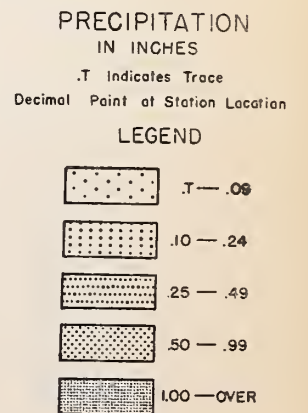 PRECIPITATION
IN INCHES
.T Indicates Trace
Decimal Point at Station Location
LEGEND
.T — .09
.10 — .24
.25 — .49
.50 — .99
1.00 — OVER